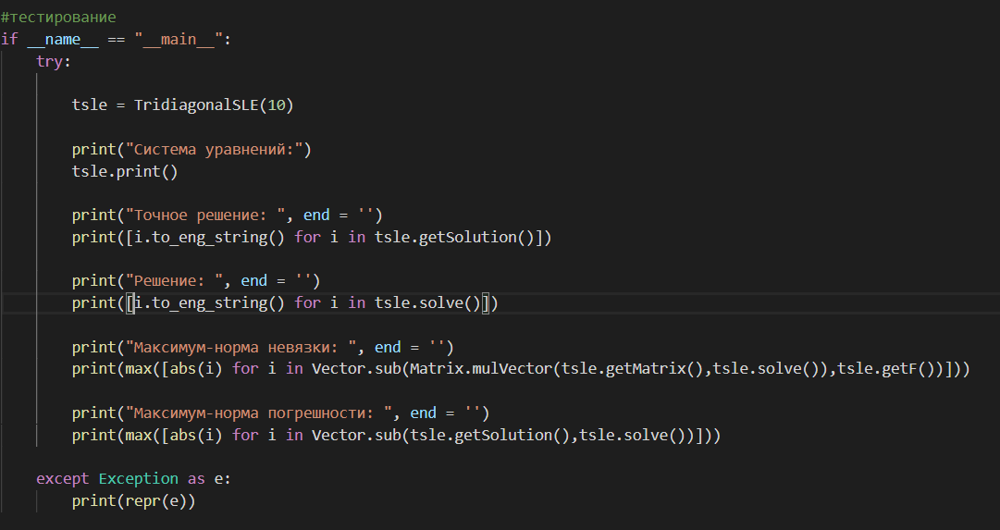 #тестирование
if __name__ == "__main__":
try:
tsle = TridiagonalSLE(10)
print("Система уравнений:")
tsle.print()
print("Точное решение: ", end = '')
print([i.to_eng_string() for i in tsle.getSolution()])
print("Решение: ", end = '')
print([i.to_eng_string() for i in tsle.solve()])
print("Максимум-норма невязки: ", end = '')
print(max([abs(i) for i in Vector.sub(Matrix.mulVector(tsle.getMatrix(),tsle.solve()),tsle.getF())]))
print("Максимум-норма погрешности: ", end = '')
print(max([abs(i) for i in Vector.sub(tsle.getSolution(),tsle.solve())]))
except Exception as e:
print(repr(e))